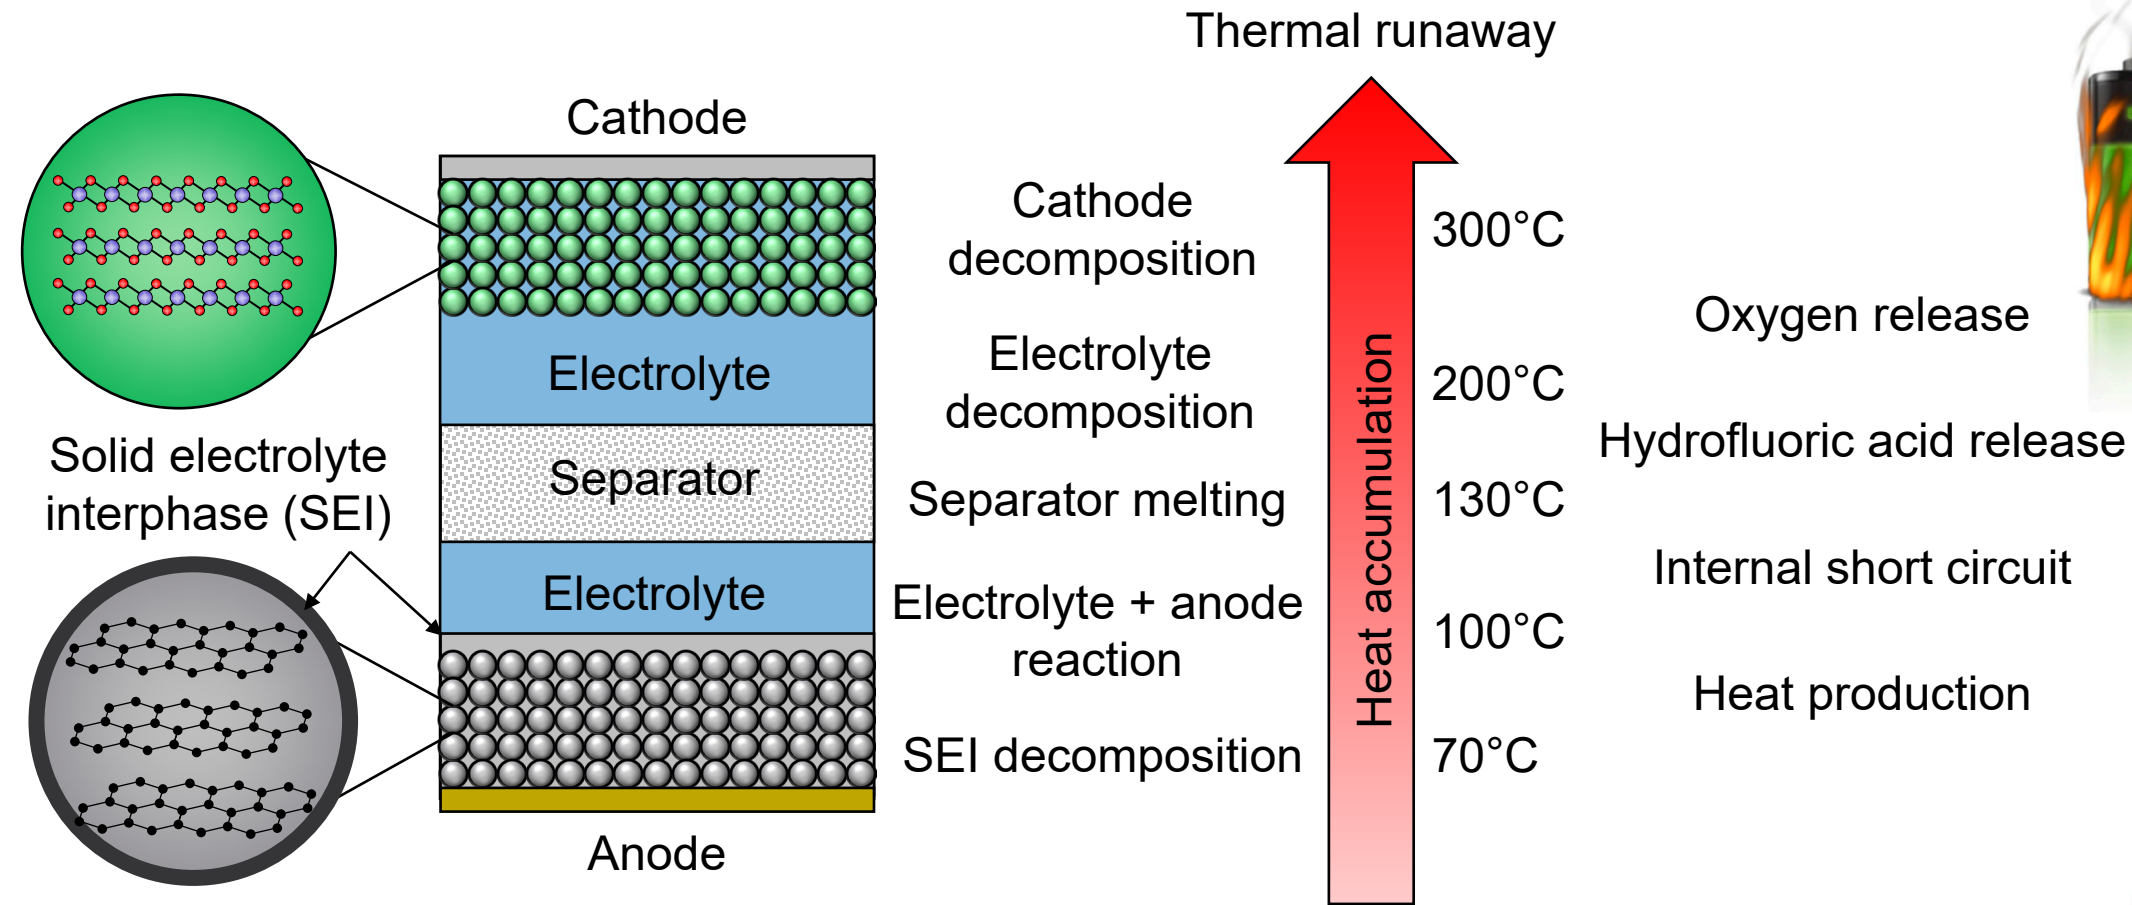 Thermal runaway
Cathode
Cathode
decomposition
300°C
Oxygen release
Electrolyte
Electrolyte
decomposition
200°C
Hydrofluoric acid release
Solid electrolyte
interphase (SEI)
Separator
Separator melting
130°C
Heat accumulation
Internal short circuit
Electrolyte
Electrolyte + anode
reaction
100°C
Heat production
SEI decomposition
70°C
Anode